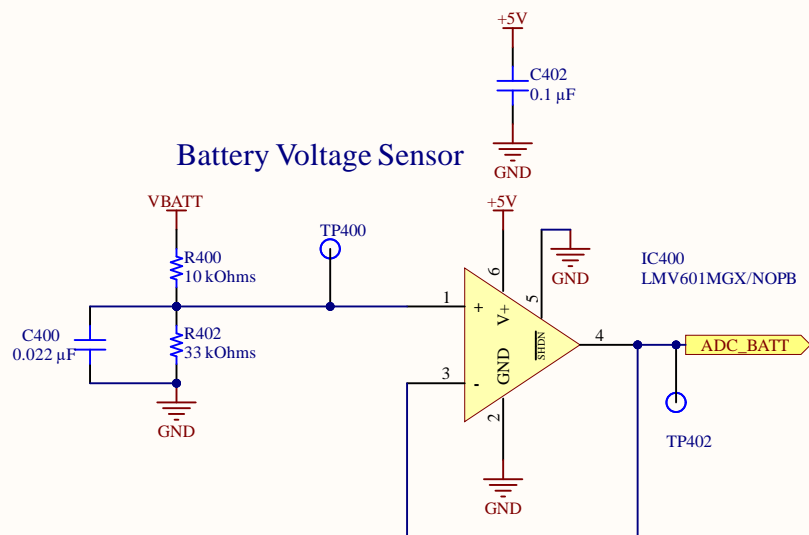 +5V
C402
0.1 µF
GND
Battery Voltage Sensor
VBATT
+5V
TP400
R400
10 kOhms
GND
IC400
LMV601MGX/NOPB
6
5
1
+
V+
C400
0.022 µF
R402
33 kOhms
SHDN
4
ADC_BATT
3
-
GND
2
GND
TP402
GND